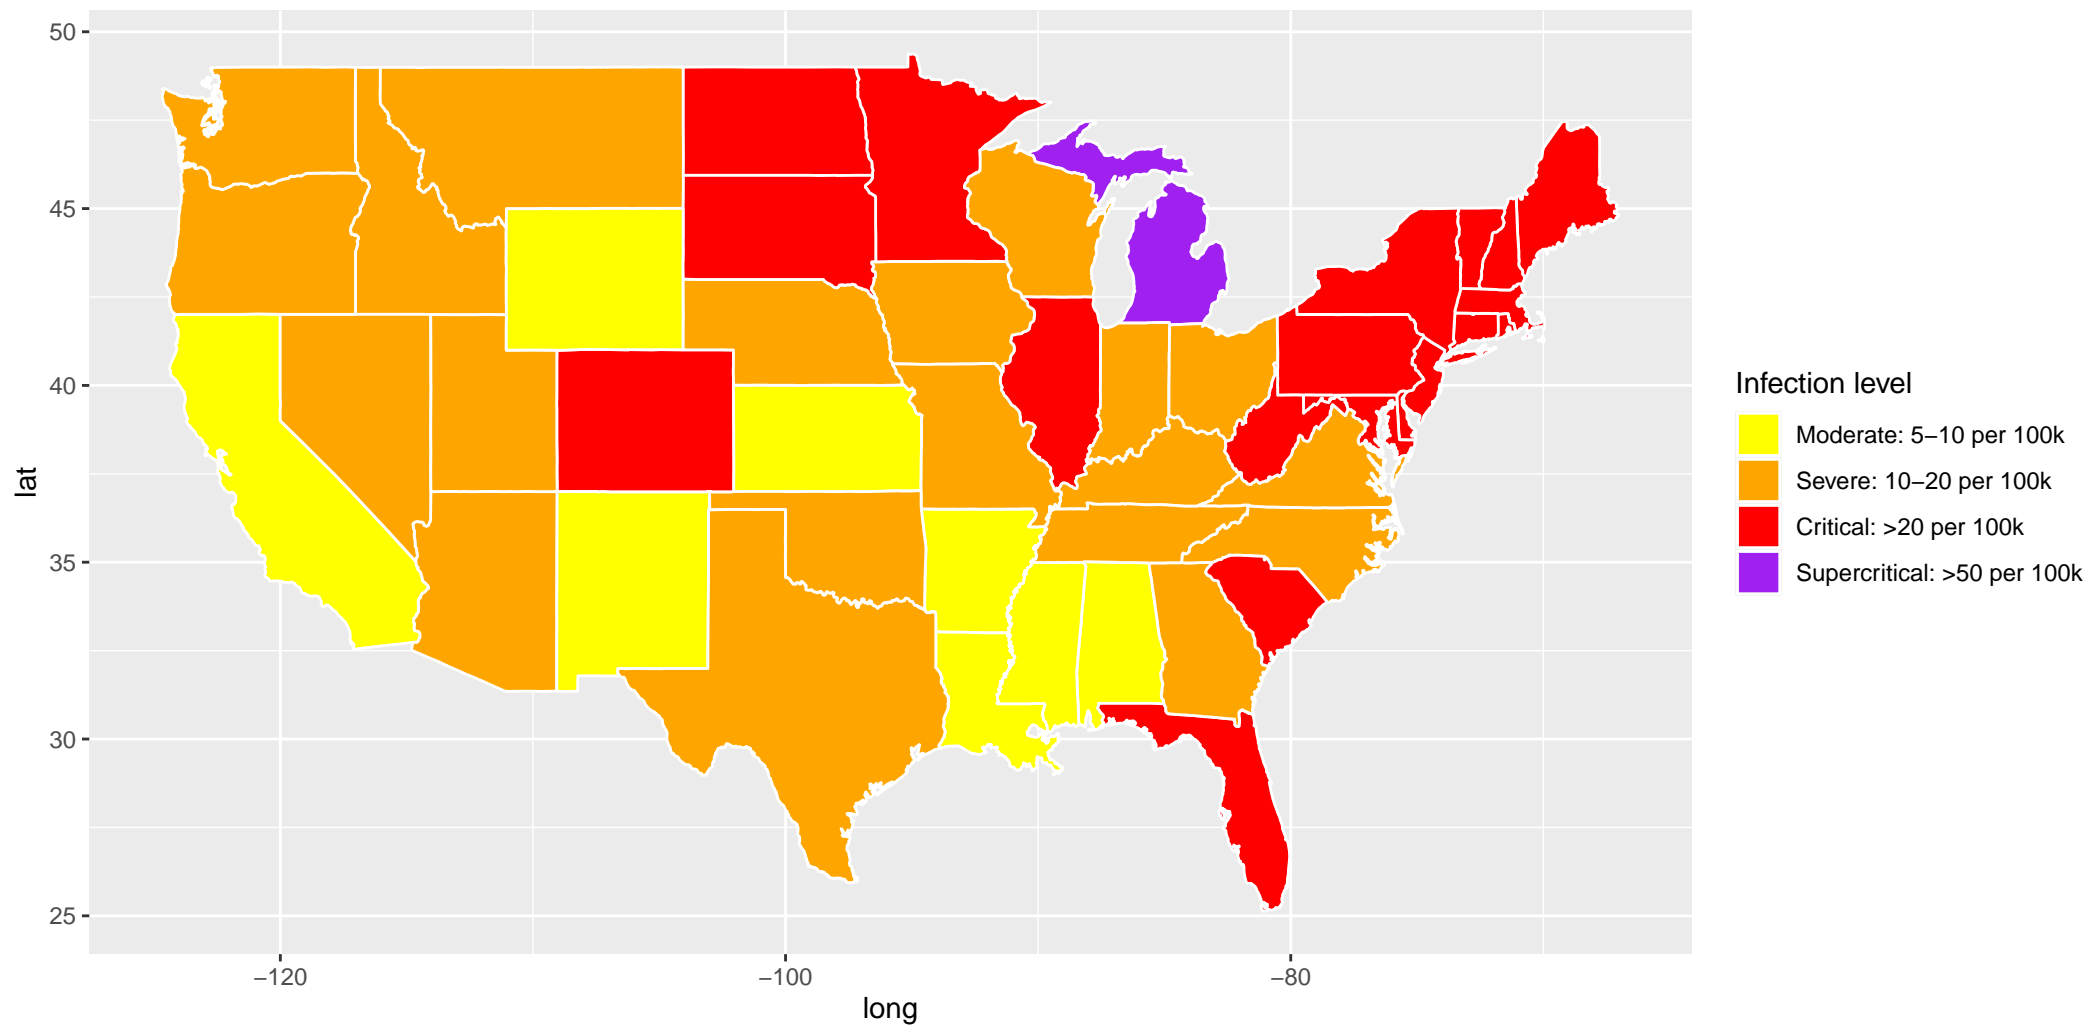 50
45
40
35
30
25
lat
−120
−100
−80
long
Infection level
Moderate: 5−10 per 100k
Severe: 10−20 per 100k
Critical: >20 per 100k
Supercritical: >50 per 100k